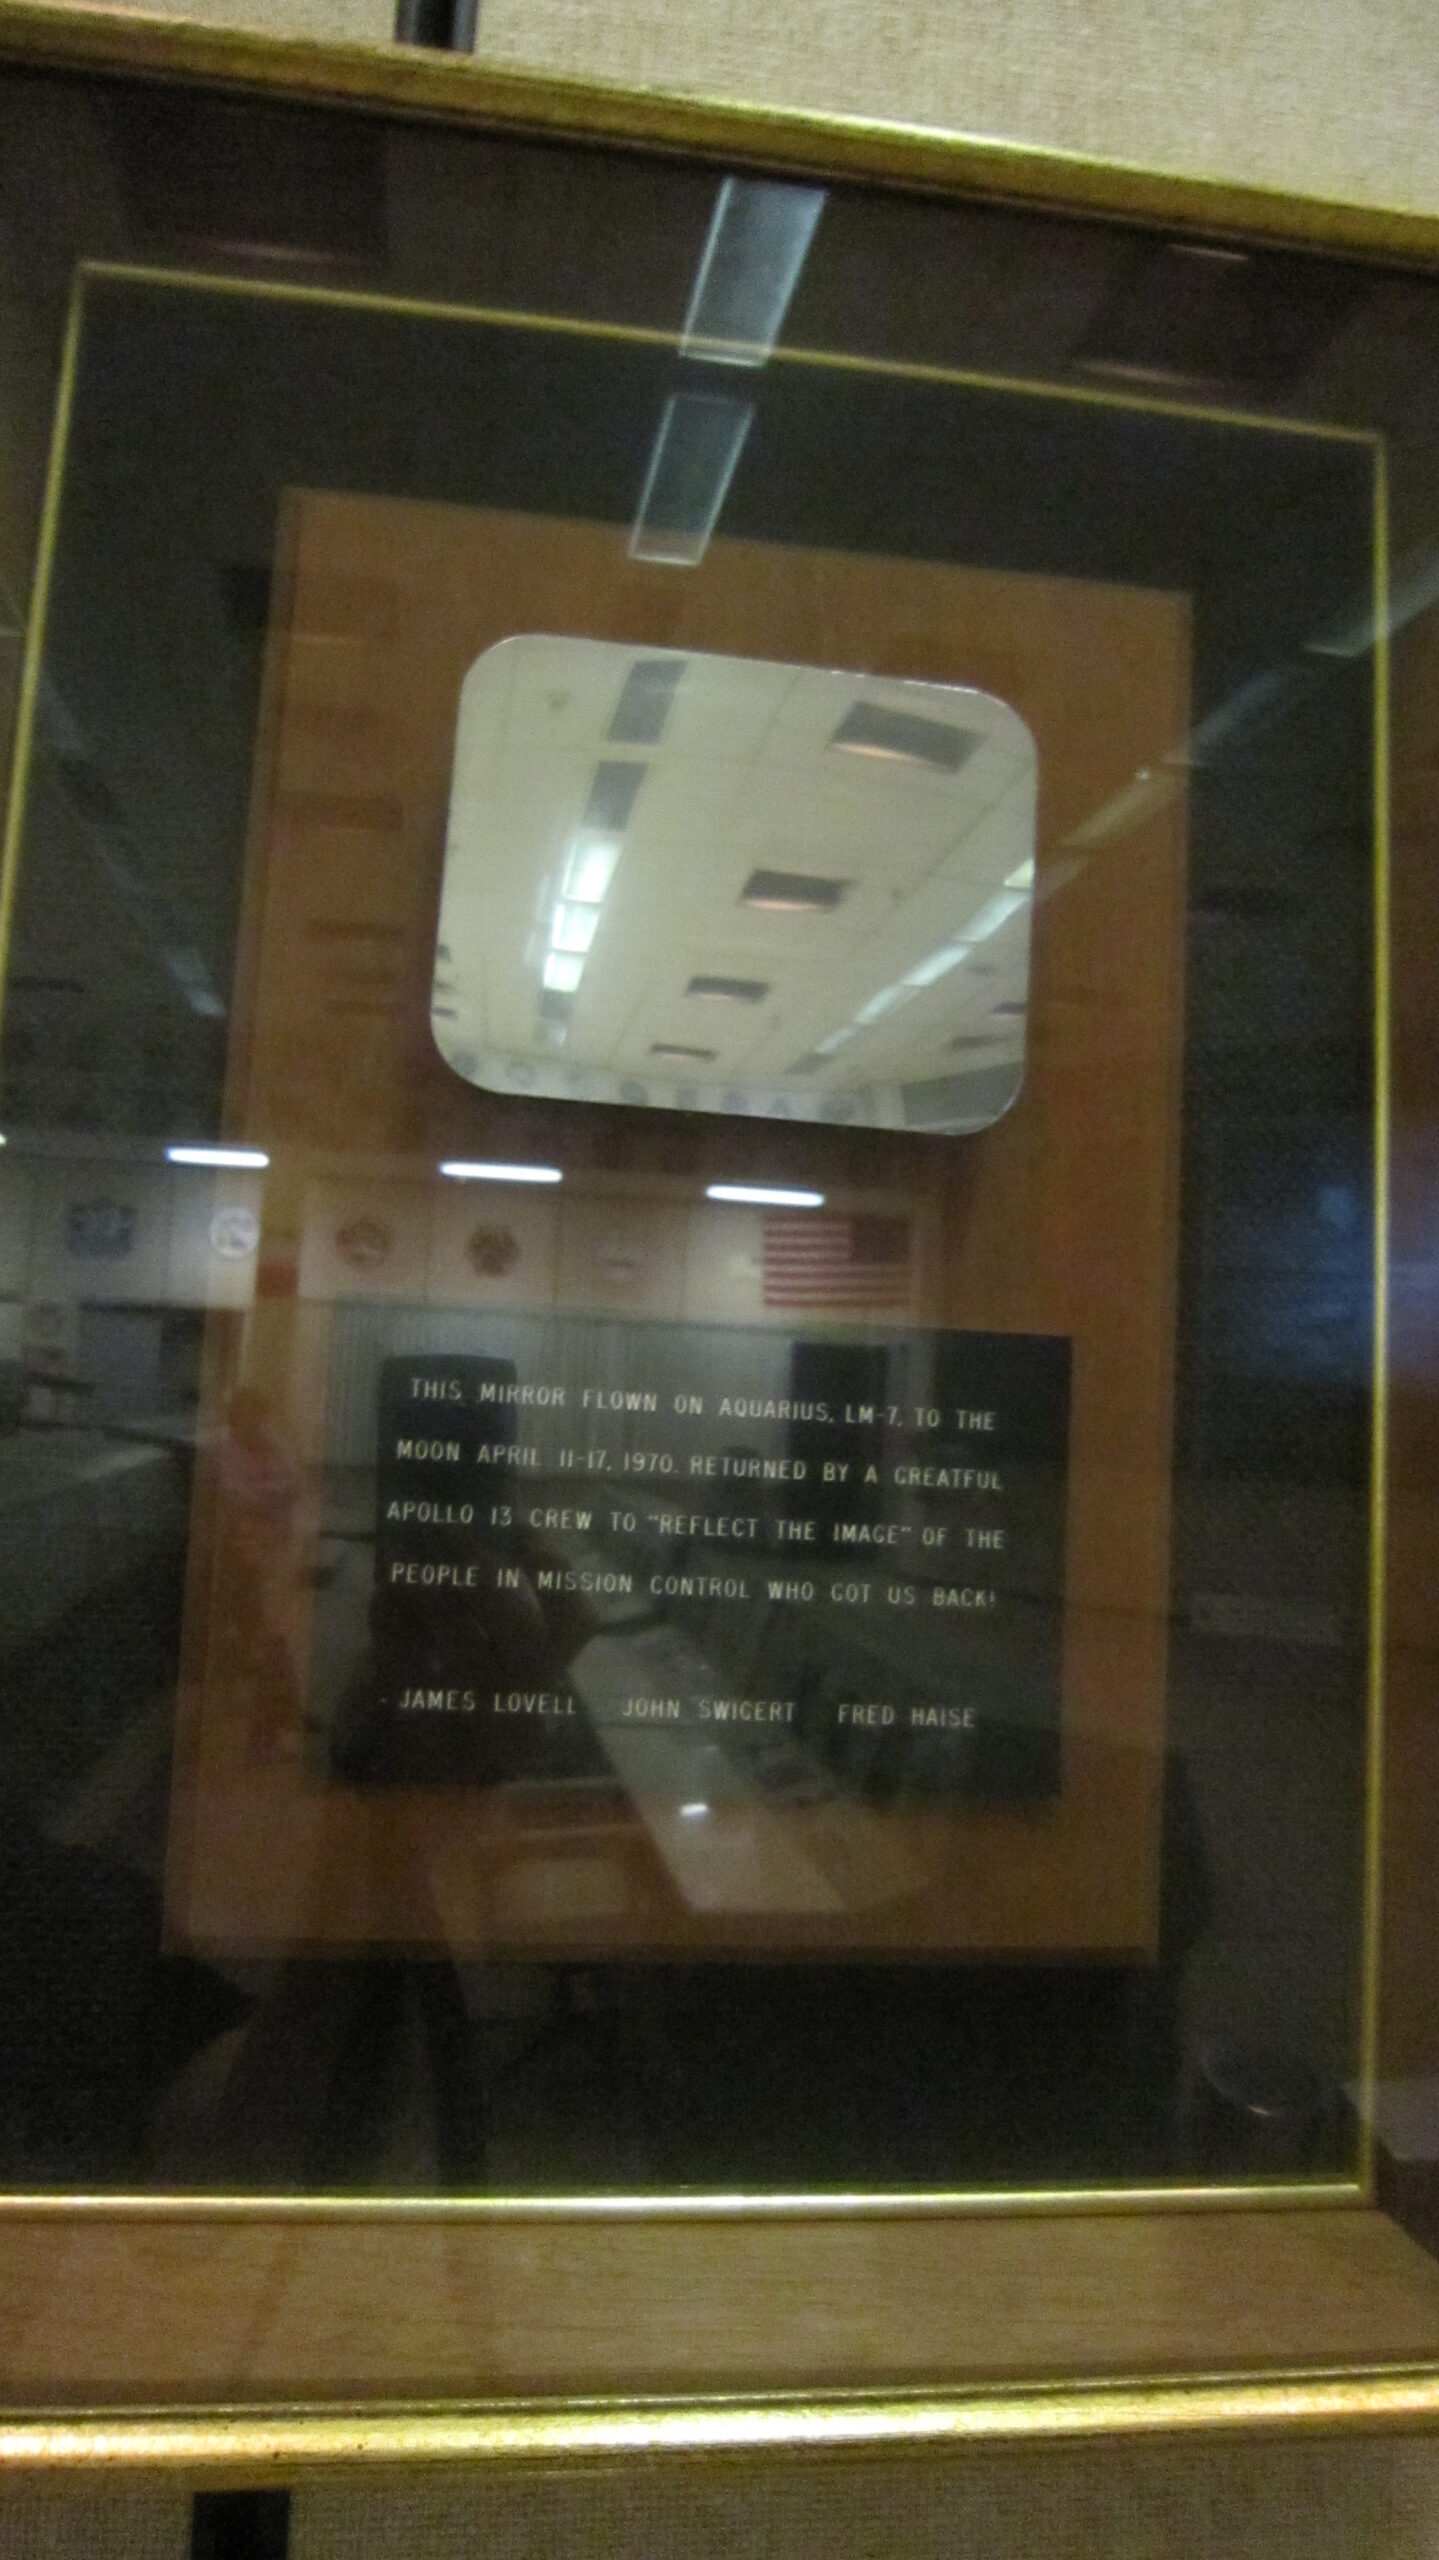 THIS MIRROR FLOWN ON AQUARIUS, LM-7, TO THE
MOON APRIL 11-17, 1970. RETURNED BY A GREATFUL
APOLLO 13 CREW TO "REFLECT THE IMAGE" OF THE
PEOPLE IN MISSION CONTROL WHO GOT US BACK!
- JAMES LOVELL JOHN SWIGERT FRED HAISE